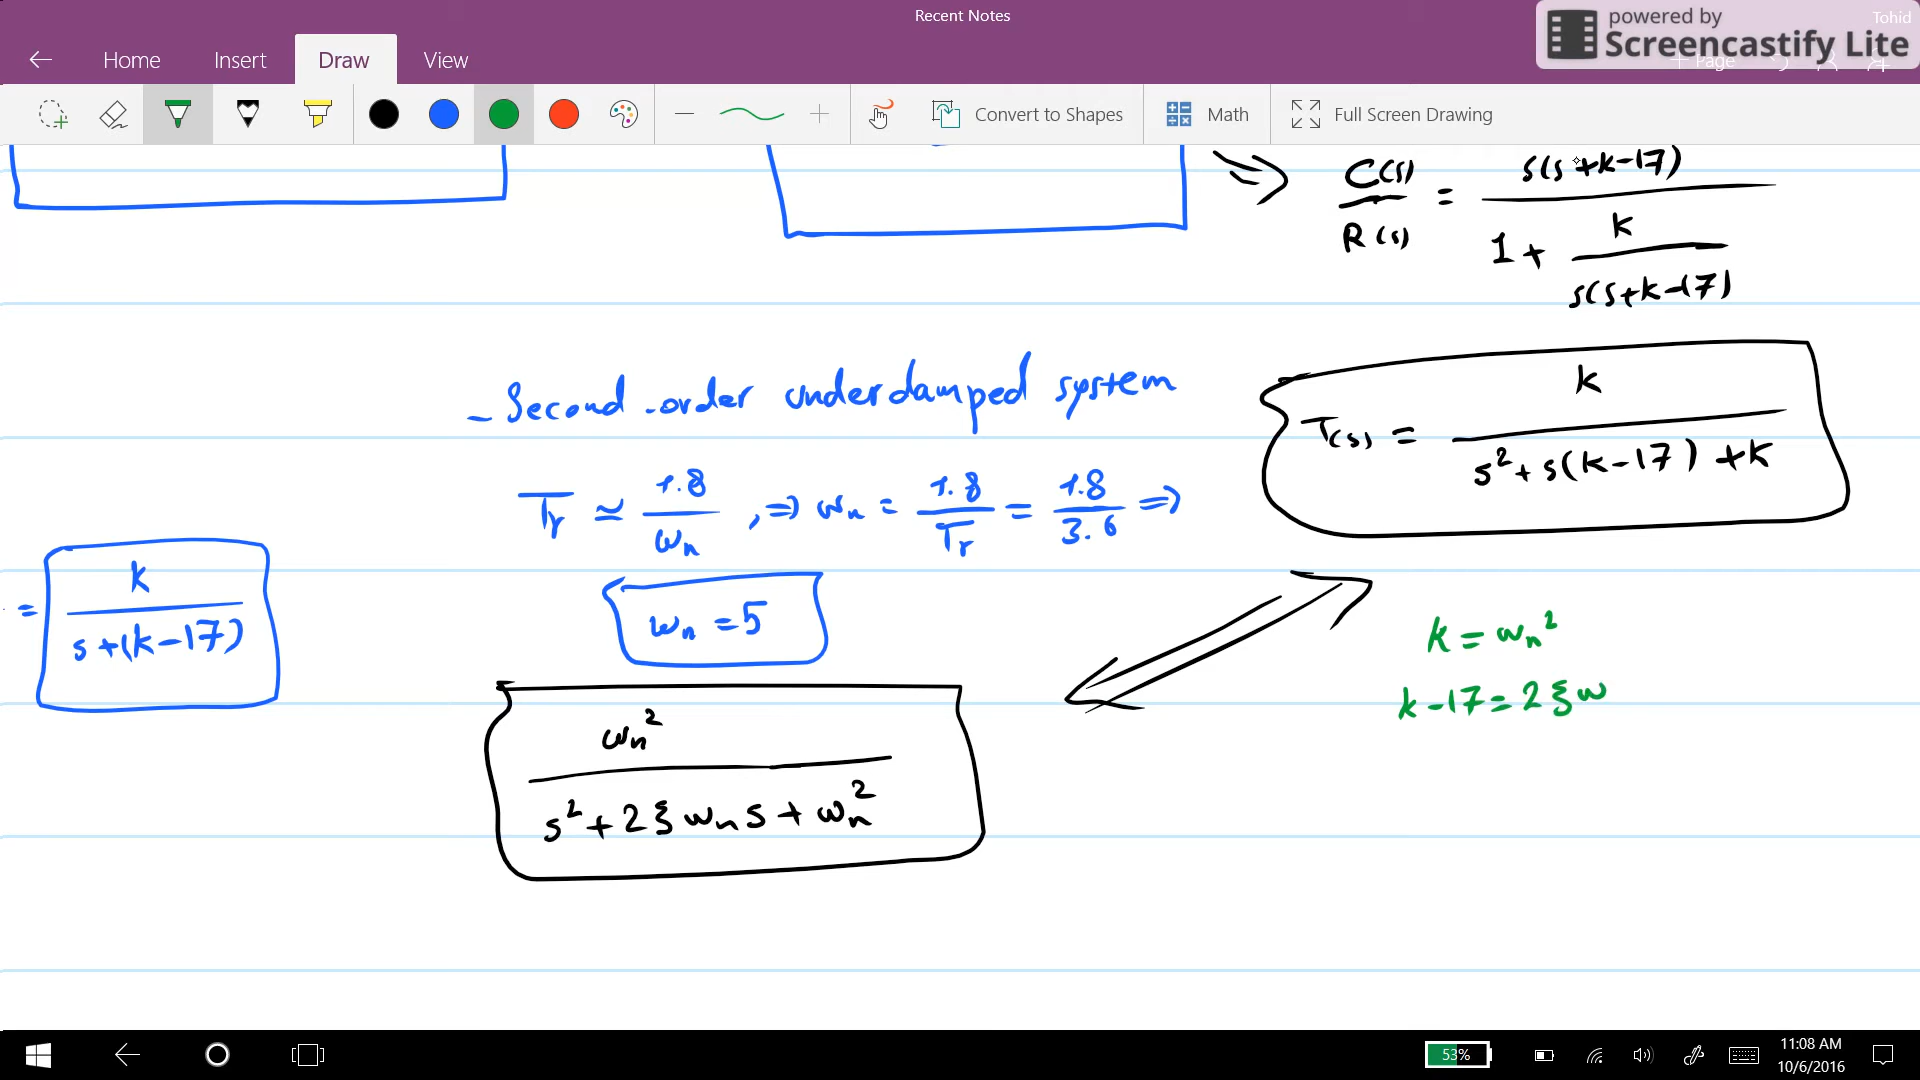 Recent Notes
Tohid
powered by
Screencastify Lite
Home Insert Draw View
+ Page
Convert to Shapes Math Full Screen Drawing
C(s)/R(s) = s(s+k-17) / (1 + k/(s(s+k-17)))
- Second-order underdamped system
T(s) = k / (s² + s(k-17) + k)
Tr ≃ 1.8/ωn , ⇒ ωn = 1.8/Tr = 1.8/3.6 ⇒
= k / (s+(k-17))
ωn = 5
k = ωn²
k-17 = 2ξω
ωn² / (s² + 2ξωn s + ωn²)
53%
11:08 AM
10/6/2016